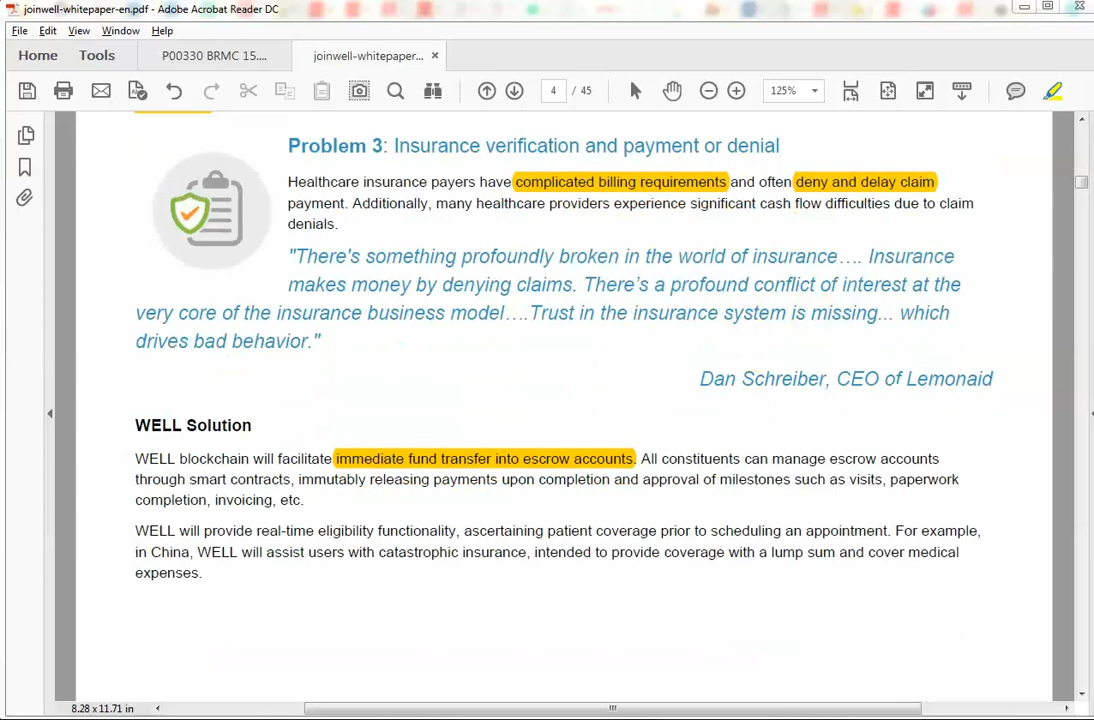 joinwell-whitepaper-en.pdf - Adobe Acrobat Reader DC
File Edit View Window Help
Home Tools P00330 BRMC 15.... joinwell-whitepaper... ×
4 / 45 125%
Problem 3: Insurance verification and payment or denial
Healthcare insurance payers have complicated billing requirements and often deny and delay claim
payment. Additionally, many healthcare providers experience significant cash flow difficulties due to claim
denials.
"There's something profoundly broken in the world of insurance…. Insurance
makes money by denying claims. There’s a profound conflict of interest at the
very core of the insurance business model….Trust in the insurance system is missing... which
drives bad behavior."
Dan Schreiber, CEO of Lemonaid
WELL Solution
WELL blockchain will facilitate immediate fund transfer into escrow accounts. All constituents can manage escrow accounts
through smart contracts, immutably releasing payments upon completion and approval of milestones such as visits, paperwork
completion, invoicing, etc.
WELL will provide real-time eligibility functionality, ascertaining patient coverage prior to scheduling an appointment. For example,
in China, WELL will assist users with catastrophic insurance, intended to provide coverage with a lump sum and cover medical
expenses.
8.28 x 11.71 in